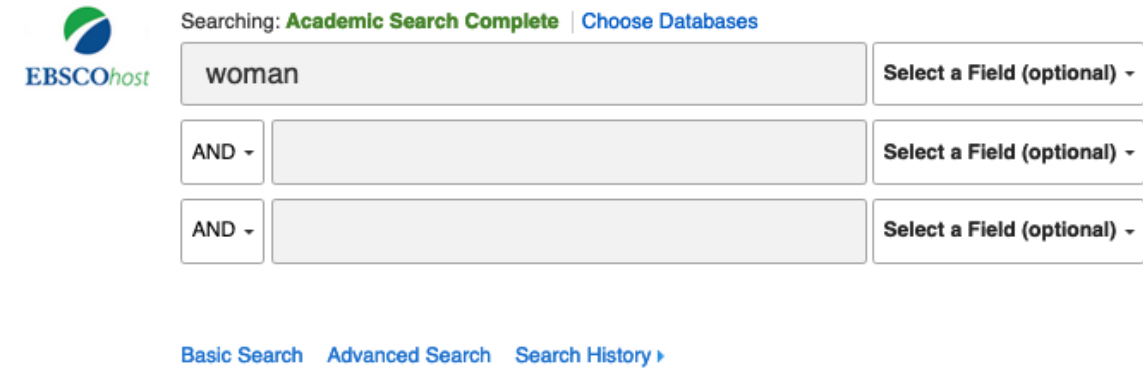 Searching: Academic Search Complete | Choose Databases
EBSCOhost
woman
Select a Field (optional)
AND
Select a Field (optional)
AND
Select a Field (optional)
Basic Search Advanced Search Search History